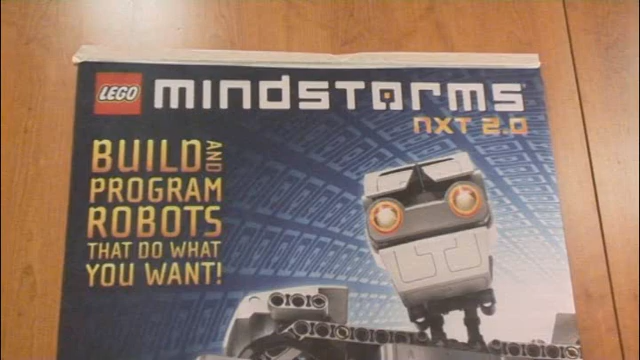 LEGO mindstorms
NXT 2.0
BUILD AND
PROGRAM
ROBOTS
THAT DO WHAT
YOU WANT!